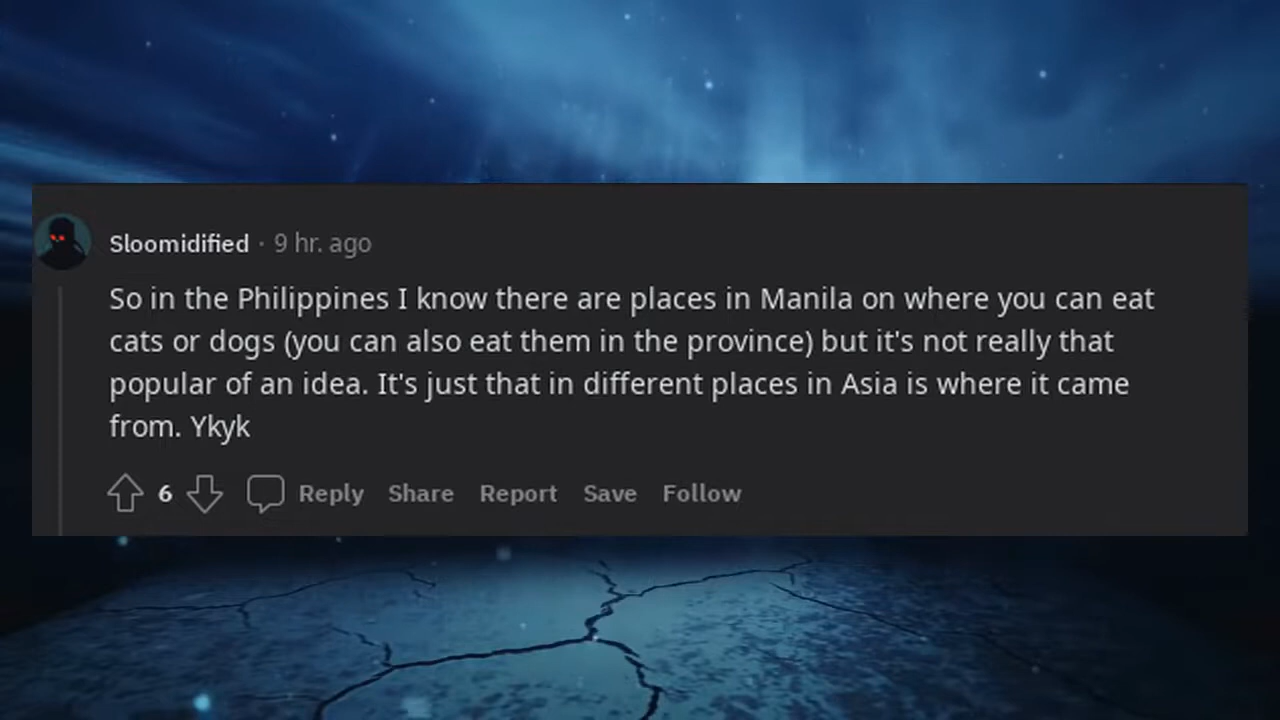 Sloomidified · 9 hr. ago
So in the Philippines I know there are places in Manila on where you can eat
cats or dogs (you can also eat them in the province) but it's not really that
popular of an idea. It's just that in different places in Asia is where it came
from. Ykyk
6 Reply Share Report Save Follow